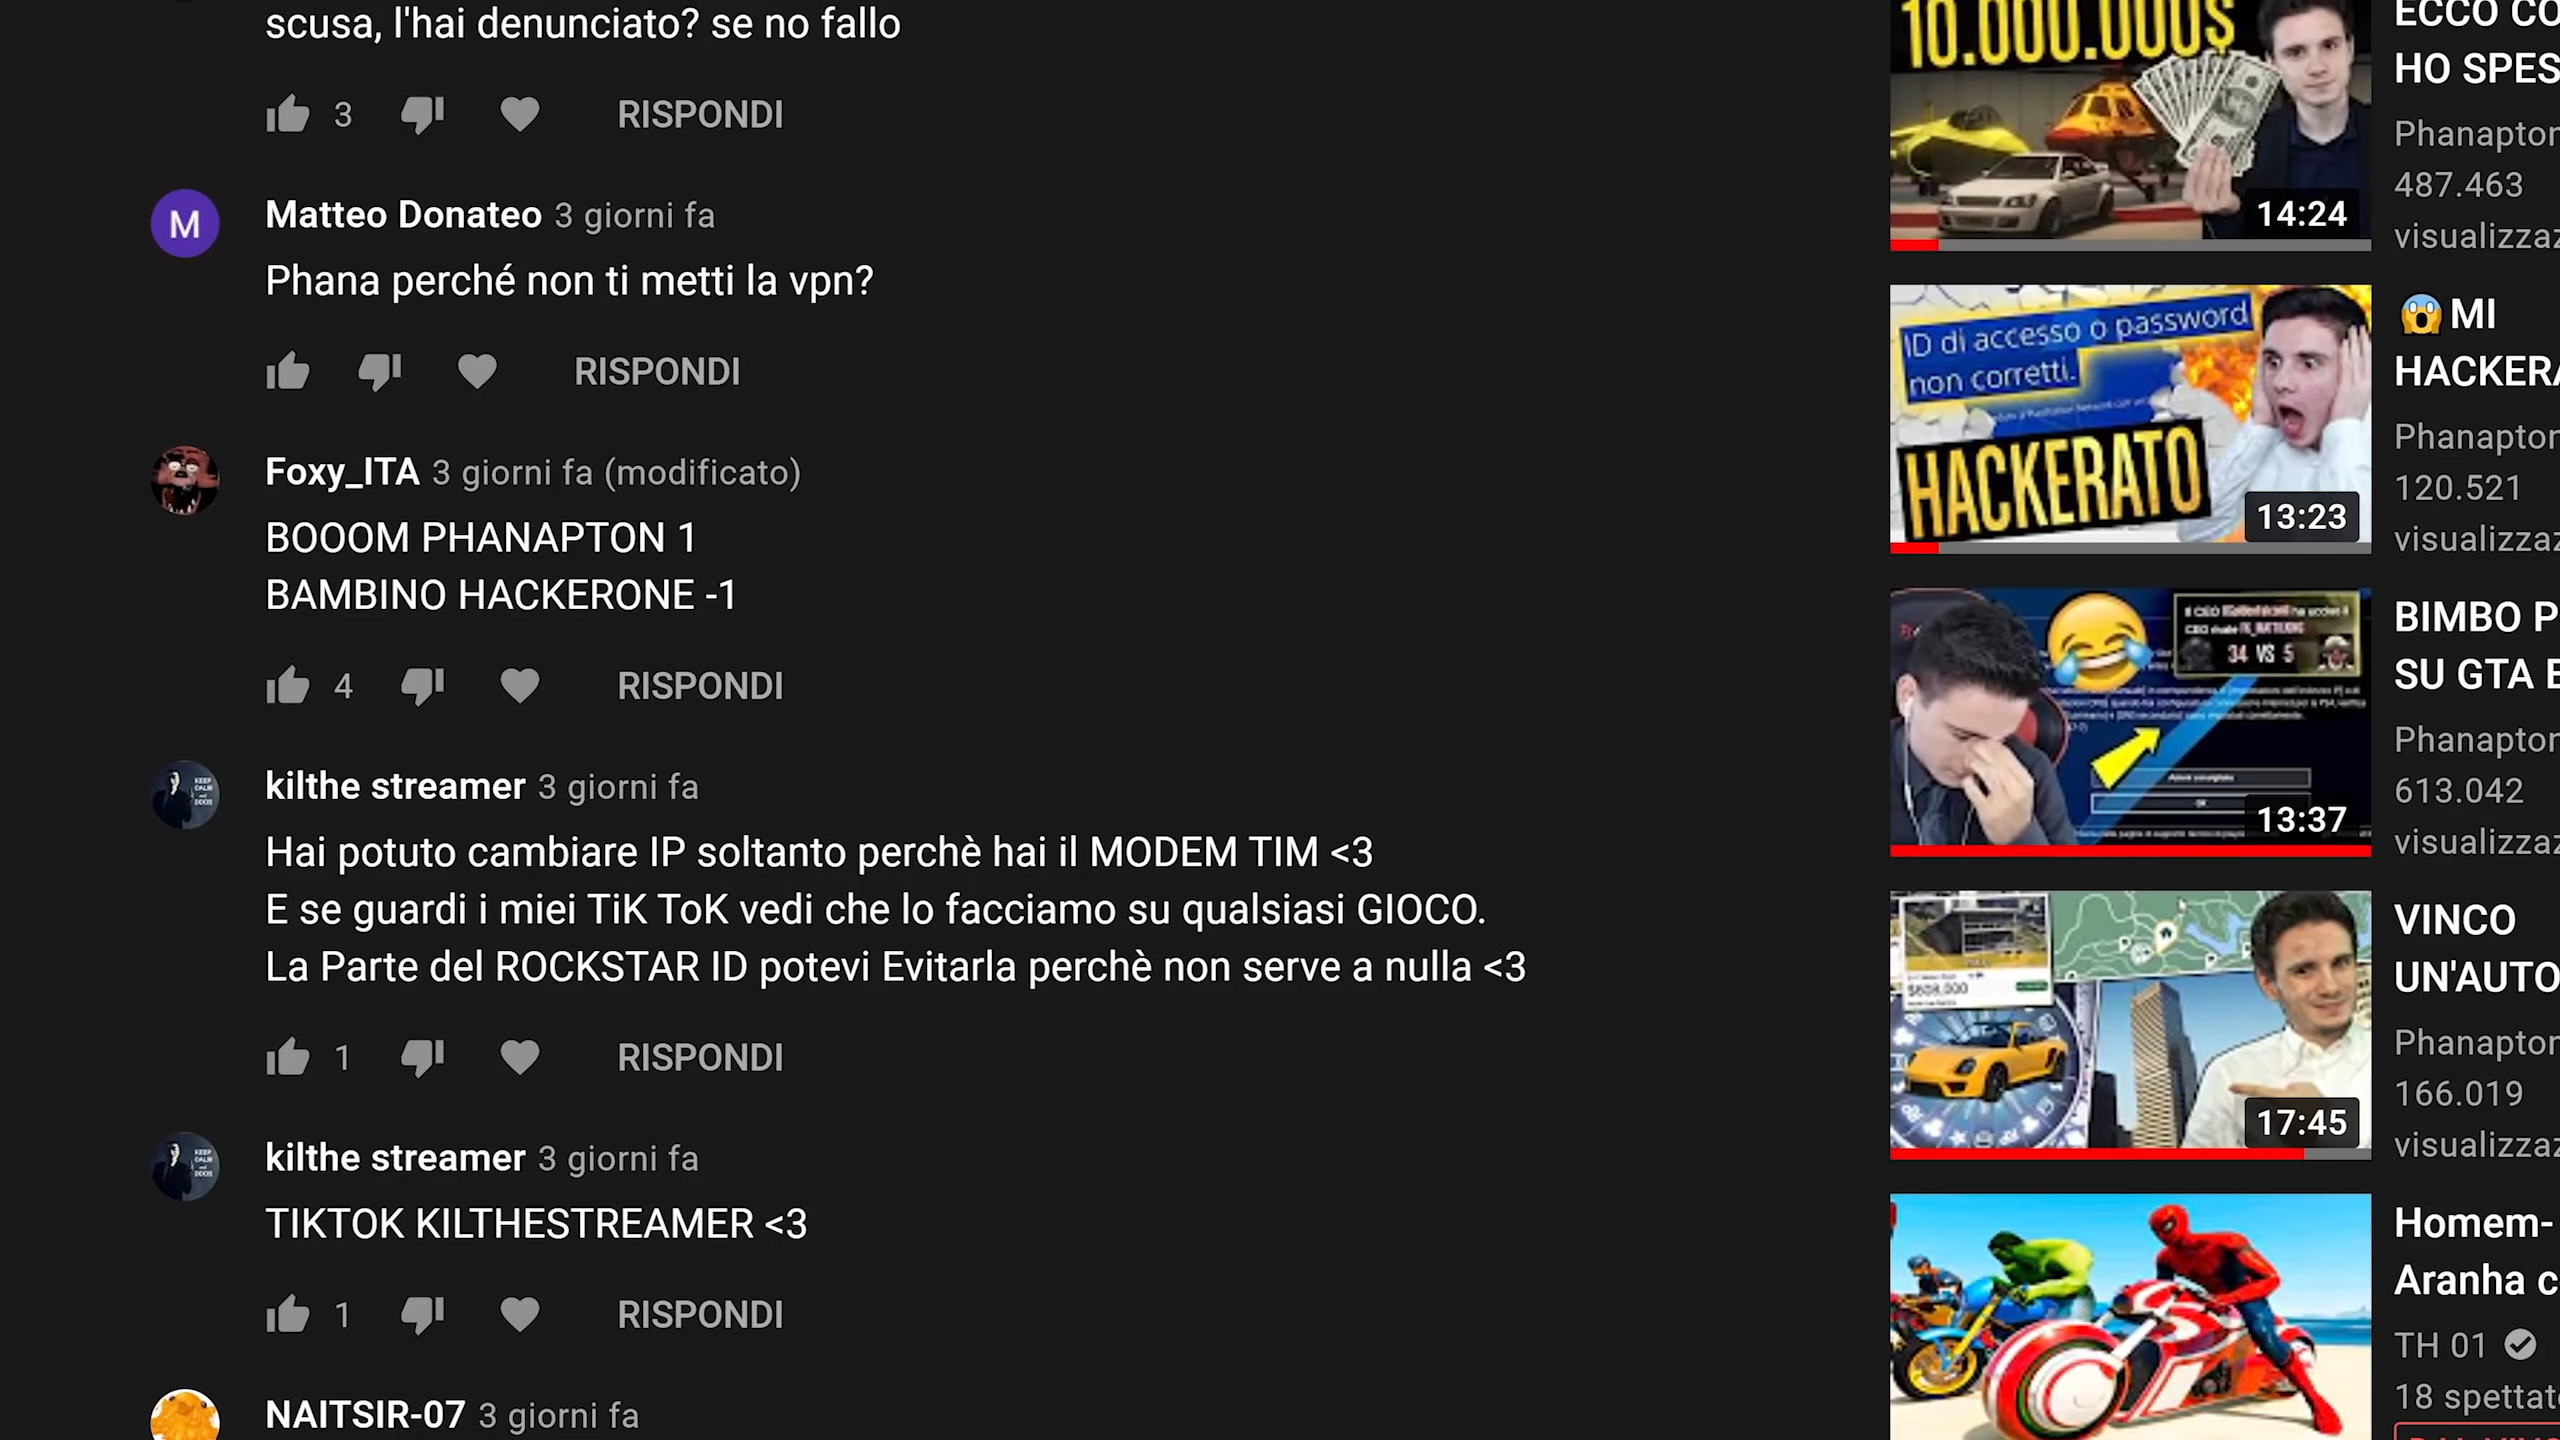 scusa, l'hai denunciato? se no fallo
3 RISPONDI
Matteo Donateo 3 giorni fa
Phana perché non ti metti la vpn?
RISPONDI
Foxy_ITA 3 giorni fa (modificato)
BOOOM PHANAPTON 1
BAMBINO HACKERONE -1
4 RISPONDI
kilthe streamer 3 giorni fa
Hai potuto cambiare IP soltanto perchè hai il MODEM TIM <3
E se guardi i miei TiK ToK vedi che lo facciamo su qualsiasi GIOCO.
La Parte del ROCKSTAR ID potevi Evitarla perchè non serve a nulla <3
1 RISPONDI
kilthe streamer 3 giorni fa
TIKTOK KILTHESTREAMER <3
1 RISPONDI
NAITSIR-07 3 giorni fa
10.000.000$
14:24
ECCO CO
HO SPES
Phanapton
487.463
visualizzaz
ID di accesso o password
non corretti.
HACKERATO
13:23
😱MI
HACKERA
Phanapton
120.521
visualizzaz
34 VS 5
13:37
BIMBO P
SU GTA E
Phanapton
613.042
visualizzaz
$608.000
17:45
VINCO
UN'AUTO
Phanapton
166.019
visualizzaz
Homem-
Aranha c
TH 01
18 spettato